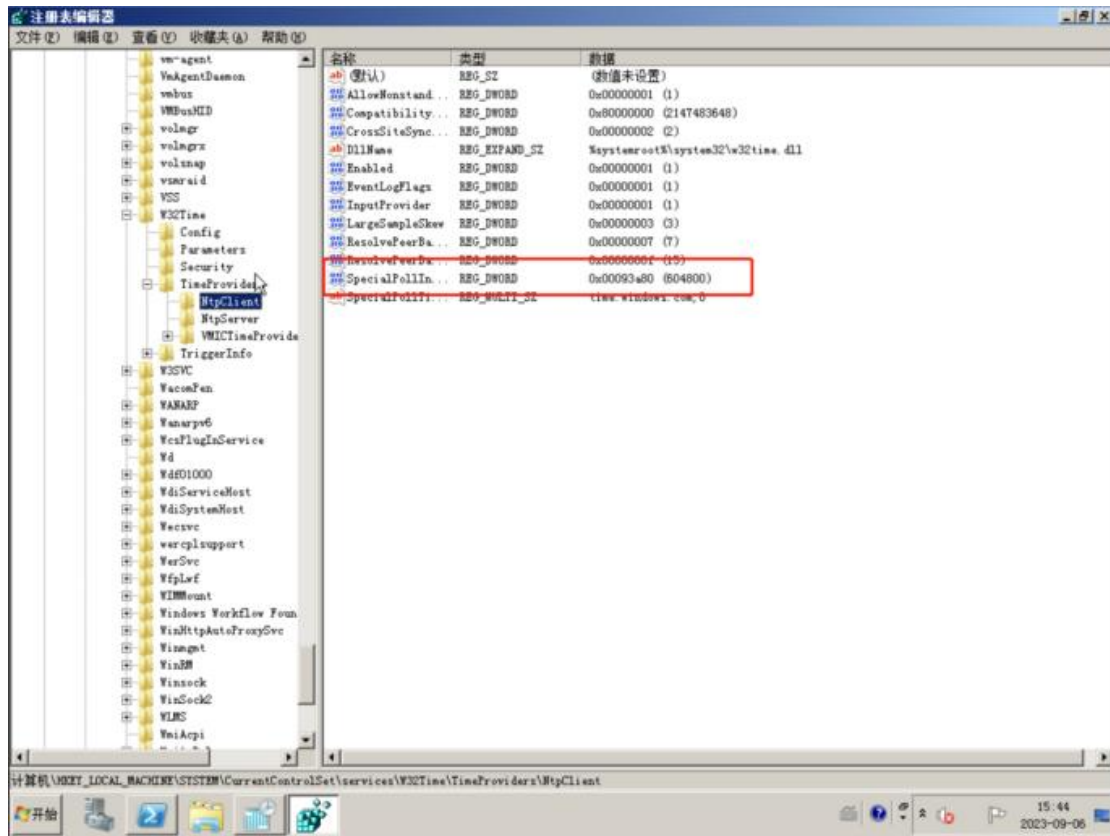 注册表编辑器
文件(F) 编辑(E) 查看(V) 收藏夹(A) 帮助(H)
vm-agent
VmAgentDaemon
vmbus
VMBusHID
volmgr
volmgrx
volsnap
vsmraid
VSS
W32Time
Config
Parameters
Security
TimeProviders
NtpClient
NtpServer
VMICTimeProvide
TriggerInfo
W3SVC
WacomPen
WANARP
Wanarpv6
WcsPlugInService
Wd
Wdf01000
WdiServiceHost
WdiSystemHost
Wecsvc
wercplsupport
WerSvc
WfpLwf
WIMMount
Windows Workflow Foun
WinHttpAutoProxySvc
Winmgmt
WinRM
Winsock
WinSock2
WLMS
WmiAcpi
名称 类型 数据
(默认) REG_SZ (数值未设置)
AllowNonstand... REG_DWORD 0x00000001 (1)
Compatibility... REG_DWORD 0x80000000 (2147483648)
CrossSiteSync... REG_DWORD 0x00000002 (2)
DllName REG_EXPAND_SZ %systemroot%\system32\w32time.dll
Enabled REG_DWORD 0x00000001 (1)
EventLogFlags REG_DWORD 0x00000001 (1)
InputProvider REG_DWORD 0x00000001 (1)
LargeSampleSkew REG_DWORD 0x00000003 (3)
ResolvePeerBa... REG_DWORD 0x00000007 (7)
ResolvePeerBa... REG_DWORD 0x0000000f (15)
SpecialPollIn... REG_DWORD 0x00093a80 (604800)
SpecialPollTi... REG_MULTI_SZ time.windows.com,0
计算机\HKEY_LOCAL_MACHINE\SYSTEM\CurrentControlSet\services\W32Time\TimeProviders\NtpClient
开始
15:44
2023-09-06